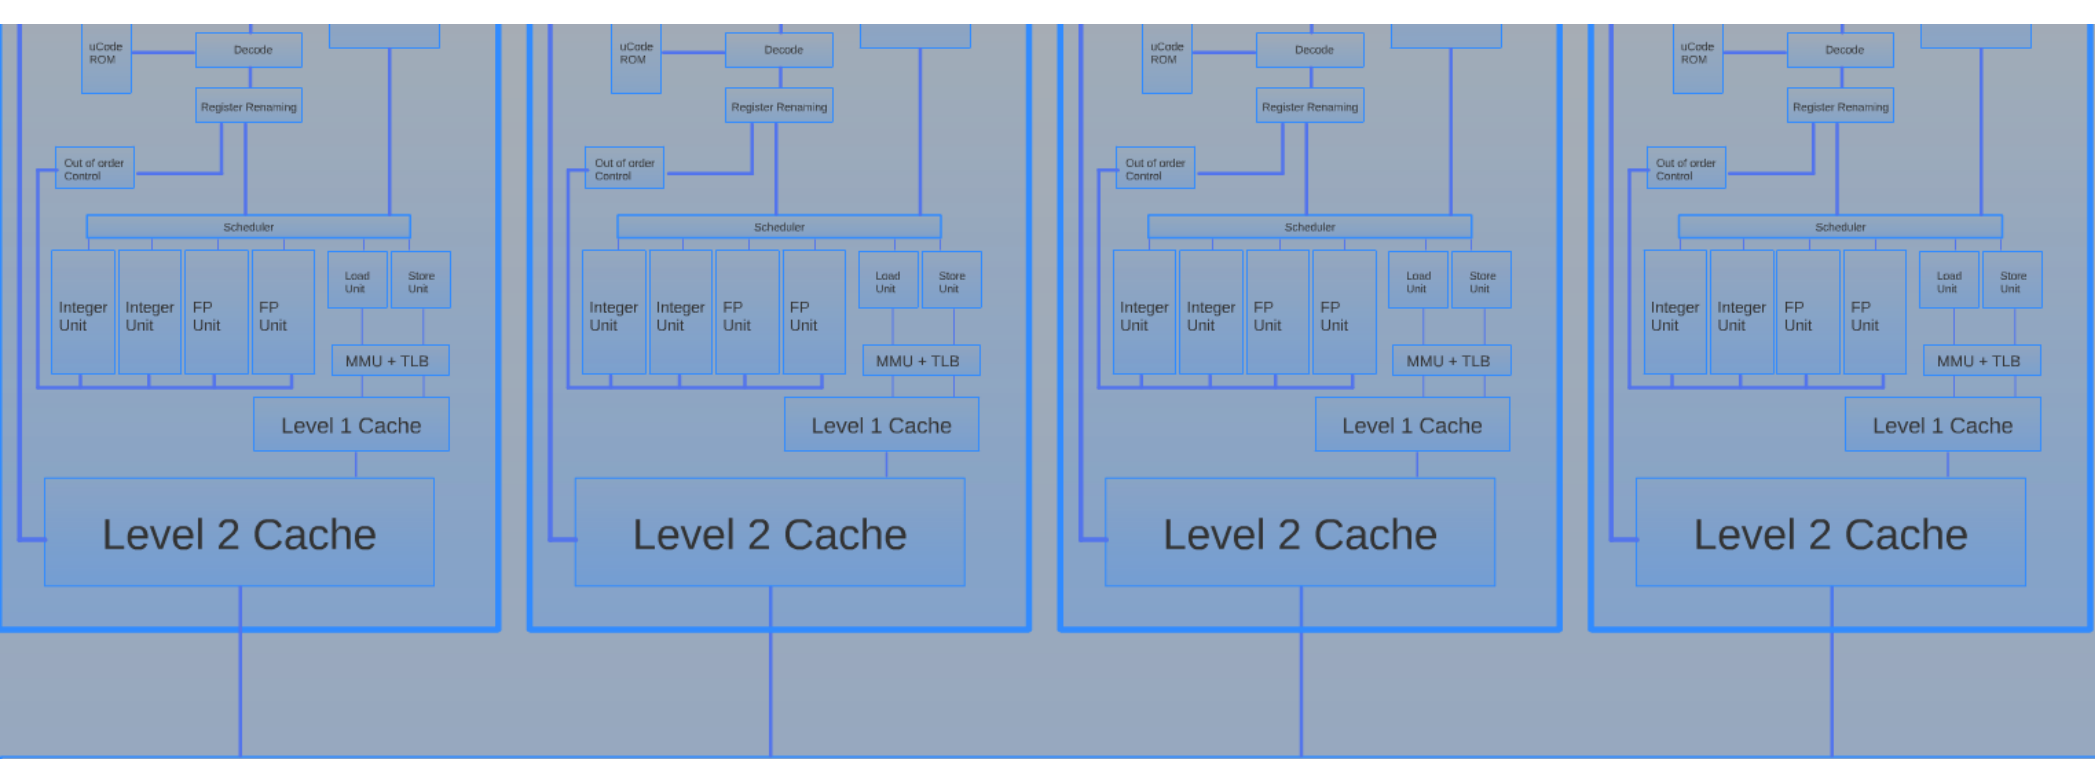 uCode
ROM
Decode
Register Renaming
Out of order
Control
Scheduler
Integer
Unit
Integer
Unit
FP
Unit
FP
Unit
Load
Unit
Store
Unit
MMU + TLB
Level 1 Cache
Level 2 Cache
uCode
ROM
Decode
Register Renaming
Out of order
Control
Scheduler
Integer
Unit
Integer
Unit
FP
Unit
FP
Unit
Load
Unit
Store
Unit
MMU + TLB
Level 1 Cache
Level 2 Cache
uCode
ROM
Decode
Register Renaming
Out of order
Control
Scheduler
Integer
Unit
Integer
Unit
FP
Unit
FP
Unit
Load
Unit
Store
Unit
MMU + TLB
Level 1 Cache
Level 2 Cache
uCode
ROM
Decode
Register Renaming
Out of order
Control
Scheduler
Integer
Unit
Integer
Unit
FP
Unit
FP
Unit
Load
Unit
Store
Unit
MMU + TLB
Level 1 Cache
Level 2 Cache